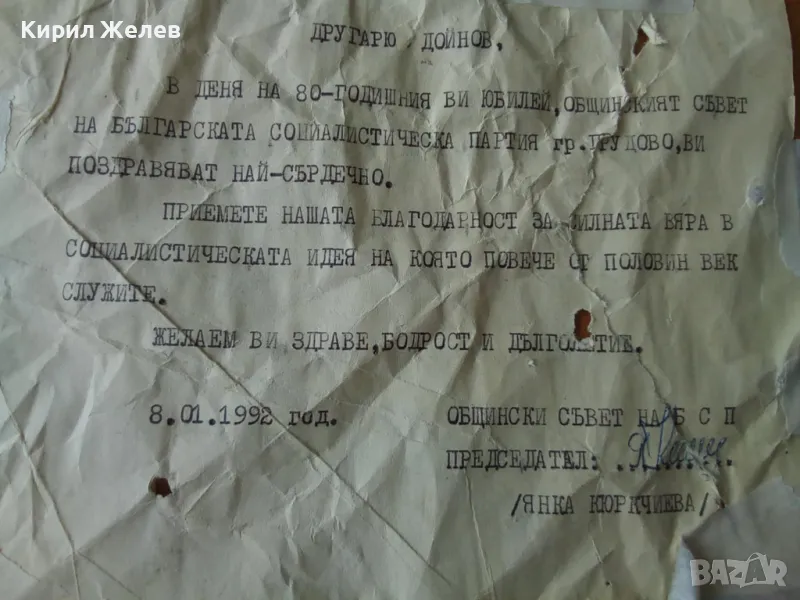 Кирил Желев
ДРУГАРЮ ДОЙНОВ,
В ДЕНЯ НА 80-ГОДИШНИЯ ВИ ЮБИЛЕЙ, ОБЩИНСКИЯТ СЪВЕТ
НА БЪЛГАРСКАТА СОЦИАЛИСТИЧЕСКА ПАРТИЯ гр. ГРУДОВО, ВИ
ПОЗДРАВЯВАТ НАЙ-СЪРДЕЧНО.
ПРИЕМЕТЕ НАШАТА БЛАГОДАРНОСТ ЗА СИЛНАТА ВЯРА В
СОЦИАЛИСТИЧЕСКАТА ИДЕЯ НА КОЯТО ПОВЕЧЕ ОТ ПОЛОВИН ВЕК
СЛУЖИТЕ.
ЖЕЛАЕМ ВИ ЗДРАВЕ, БОДРОСТ И ДЪЛГОЛЕТИЕ.
8.01.1992 год. ОБЩИНСКИ СЪВЕТ НА Б С П
ПРЕДСЕДАТЕЛ:
/ЯНКА КЮРКЧИЕВА/
BAZAR